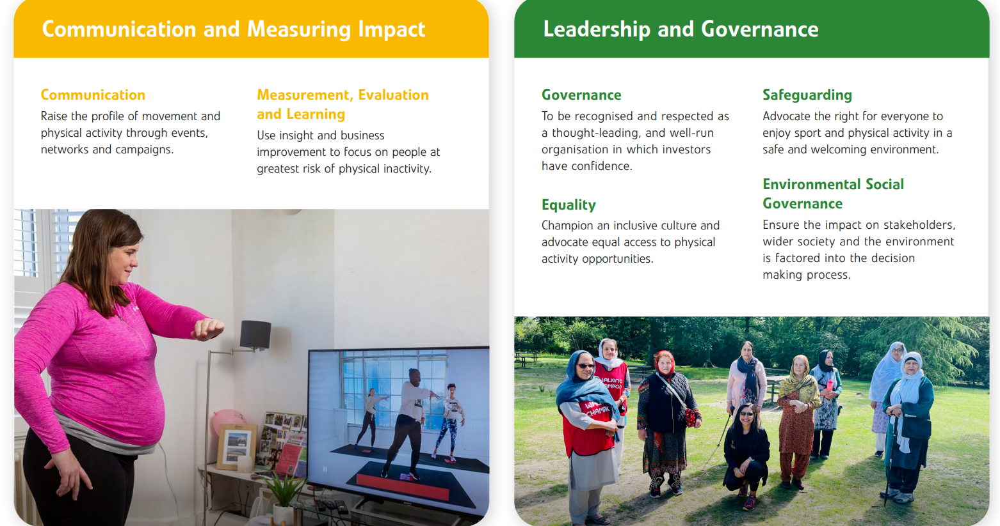 Communication and Measuring Impact
Communication
Raise the profile of movement and
physical activity through events,
networks and campaigns.
Measurement, Evaluation
and Learning
Use insight and business
improvement to focus on people at
greatest risk of physical inactivity.
Leadership and Governance
Governance
To be recognised and respected as
a thought-leading, and well-run
organisation in which investors
have confidence.
Equality
Champion an inclusive culture and
advocate equal access to physical
activity opportunities.
Safeguarding
Advocate the right for everyone to
enjoy sport and physical activity in a
safe and welcoming environment.
Environmental Social
Governance
Ensure the impact on stakeholders,
wider society and the environment
is factored into the decision
making process.